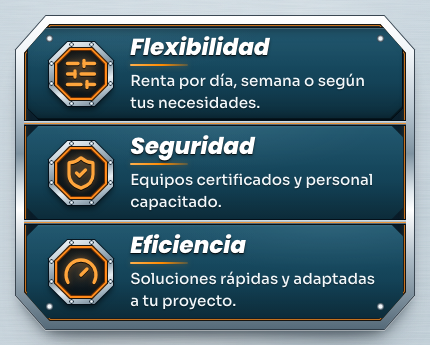 Flexibilidad
Renta por día, semana o según
tus necesidades.
Seguridad
Equipos certificados y personal
capacitado.
Eficiencia
Soluciones rápidas y adaptadas
a tu proyecto.